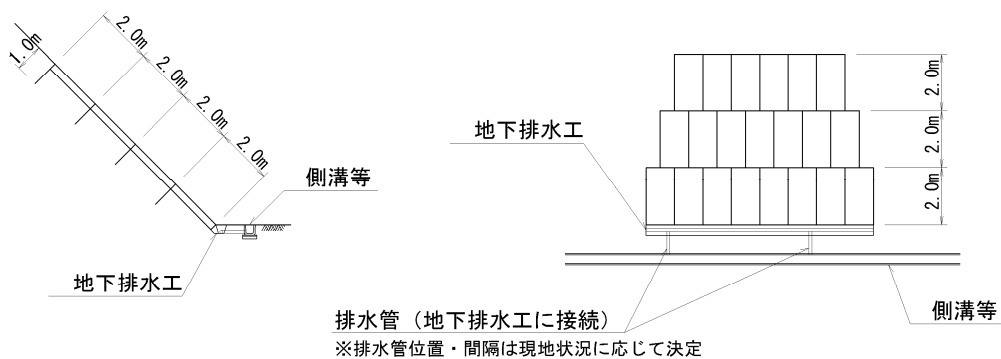 2.0m
2.0m
2.0m
2.0m
1.0m
側溝等
地下排水工
2.0m
2.0m
2.0m
地下排水工
側溝等
排水管（地下排水工に接続）
※排水管位置・間隔は現地状況に応じて決定